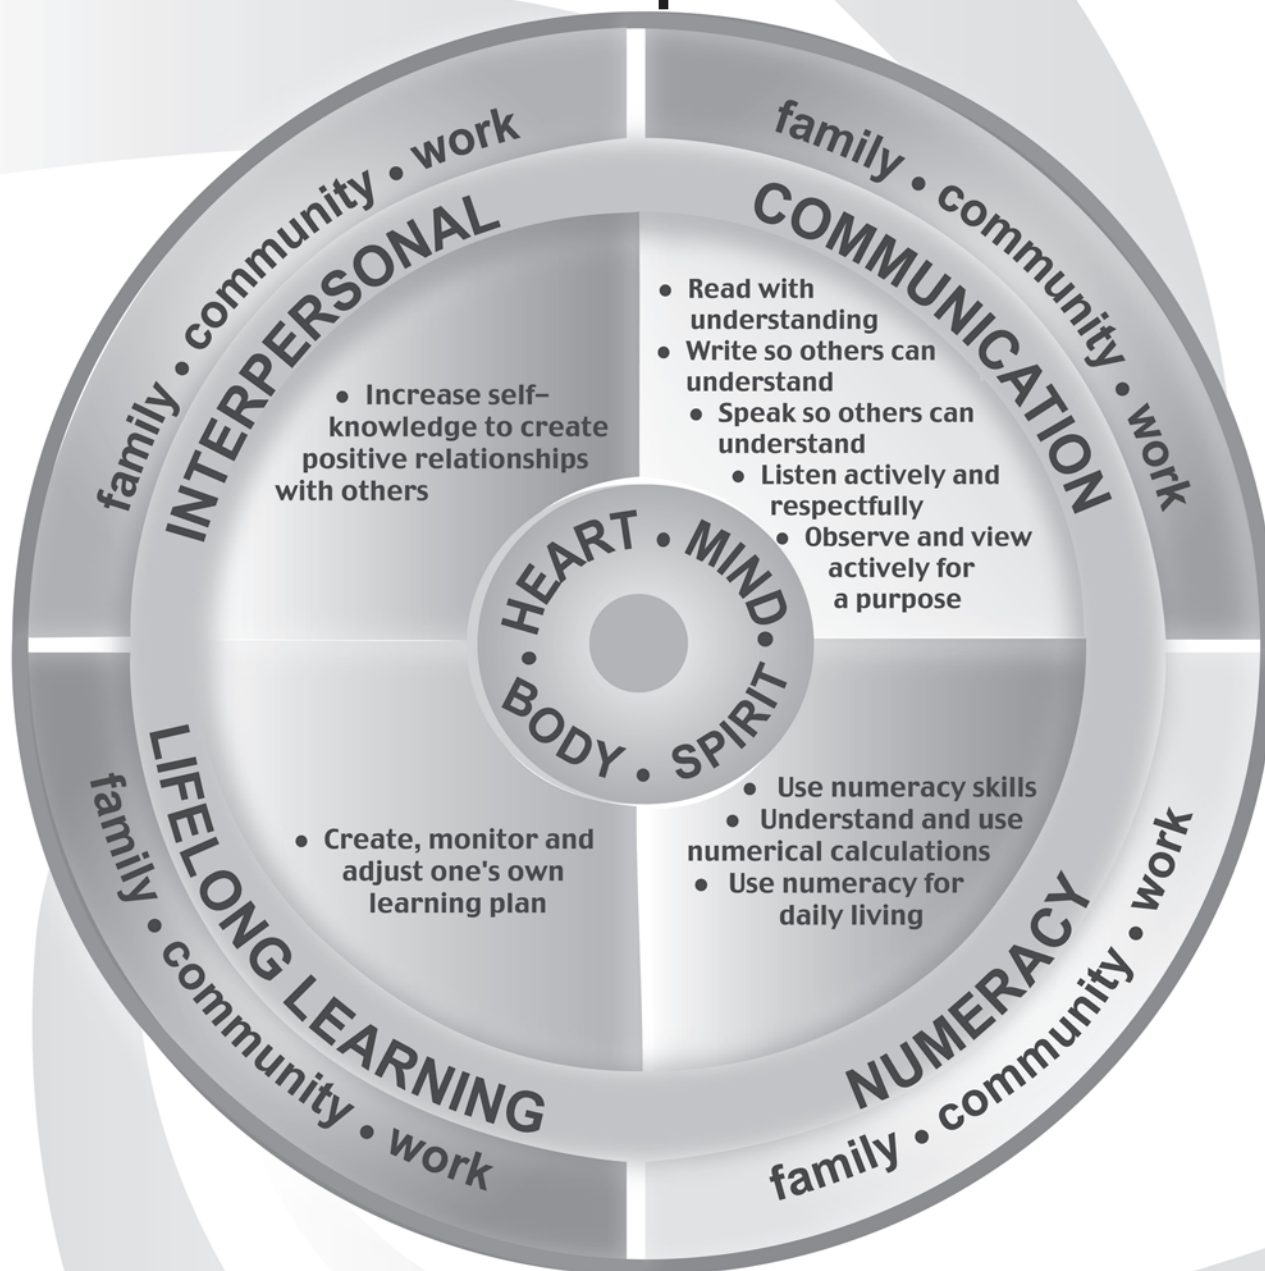 family • community • work
INTERPERSONAL
• Increase self–
knowledge to create
positive relationships
with others
family • community • work
COMMUNICATION
• Read with
understanding
• Write so others can
understand
• Speak so others can
understand
• Listen actively and
respectfully
• Observe and view
actively for
a purpose
HEART • MIND •
SPIRIT • BODY •
LIFELONG LEARNING
family • community • work
• Create, monitor and
adjust one's own
learning plan
• Use numeracy skills
• Understand and use
numerical calculations
• Use numeracy for
daily living
NUMERACY
family • community • work